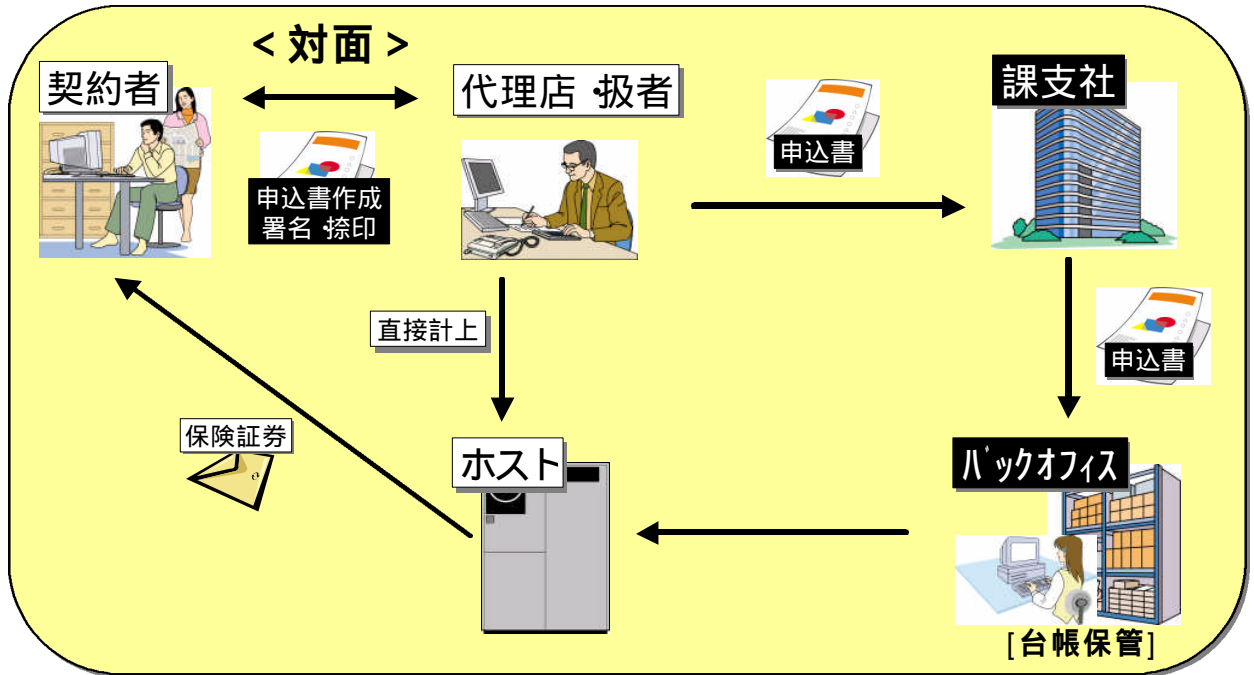 <対面>
契約者
代理店・扱者
課支社
申込書
申込書作成
署名・捺印
直接計上
申込書
保険証券
ホスト
バックオフィス
[台帳保管]